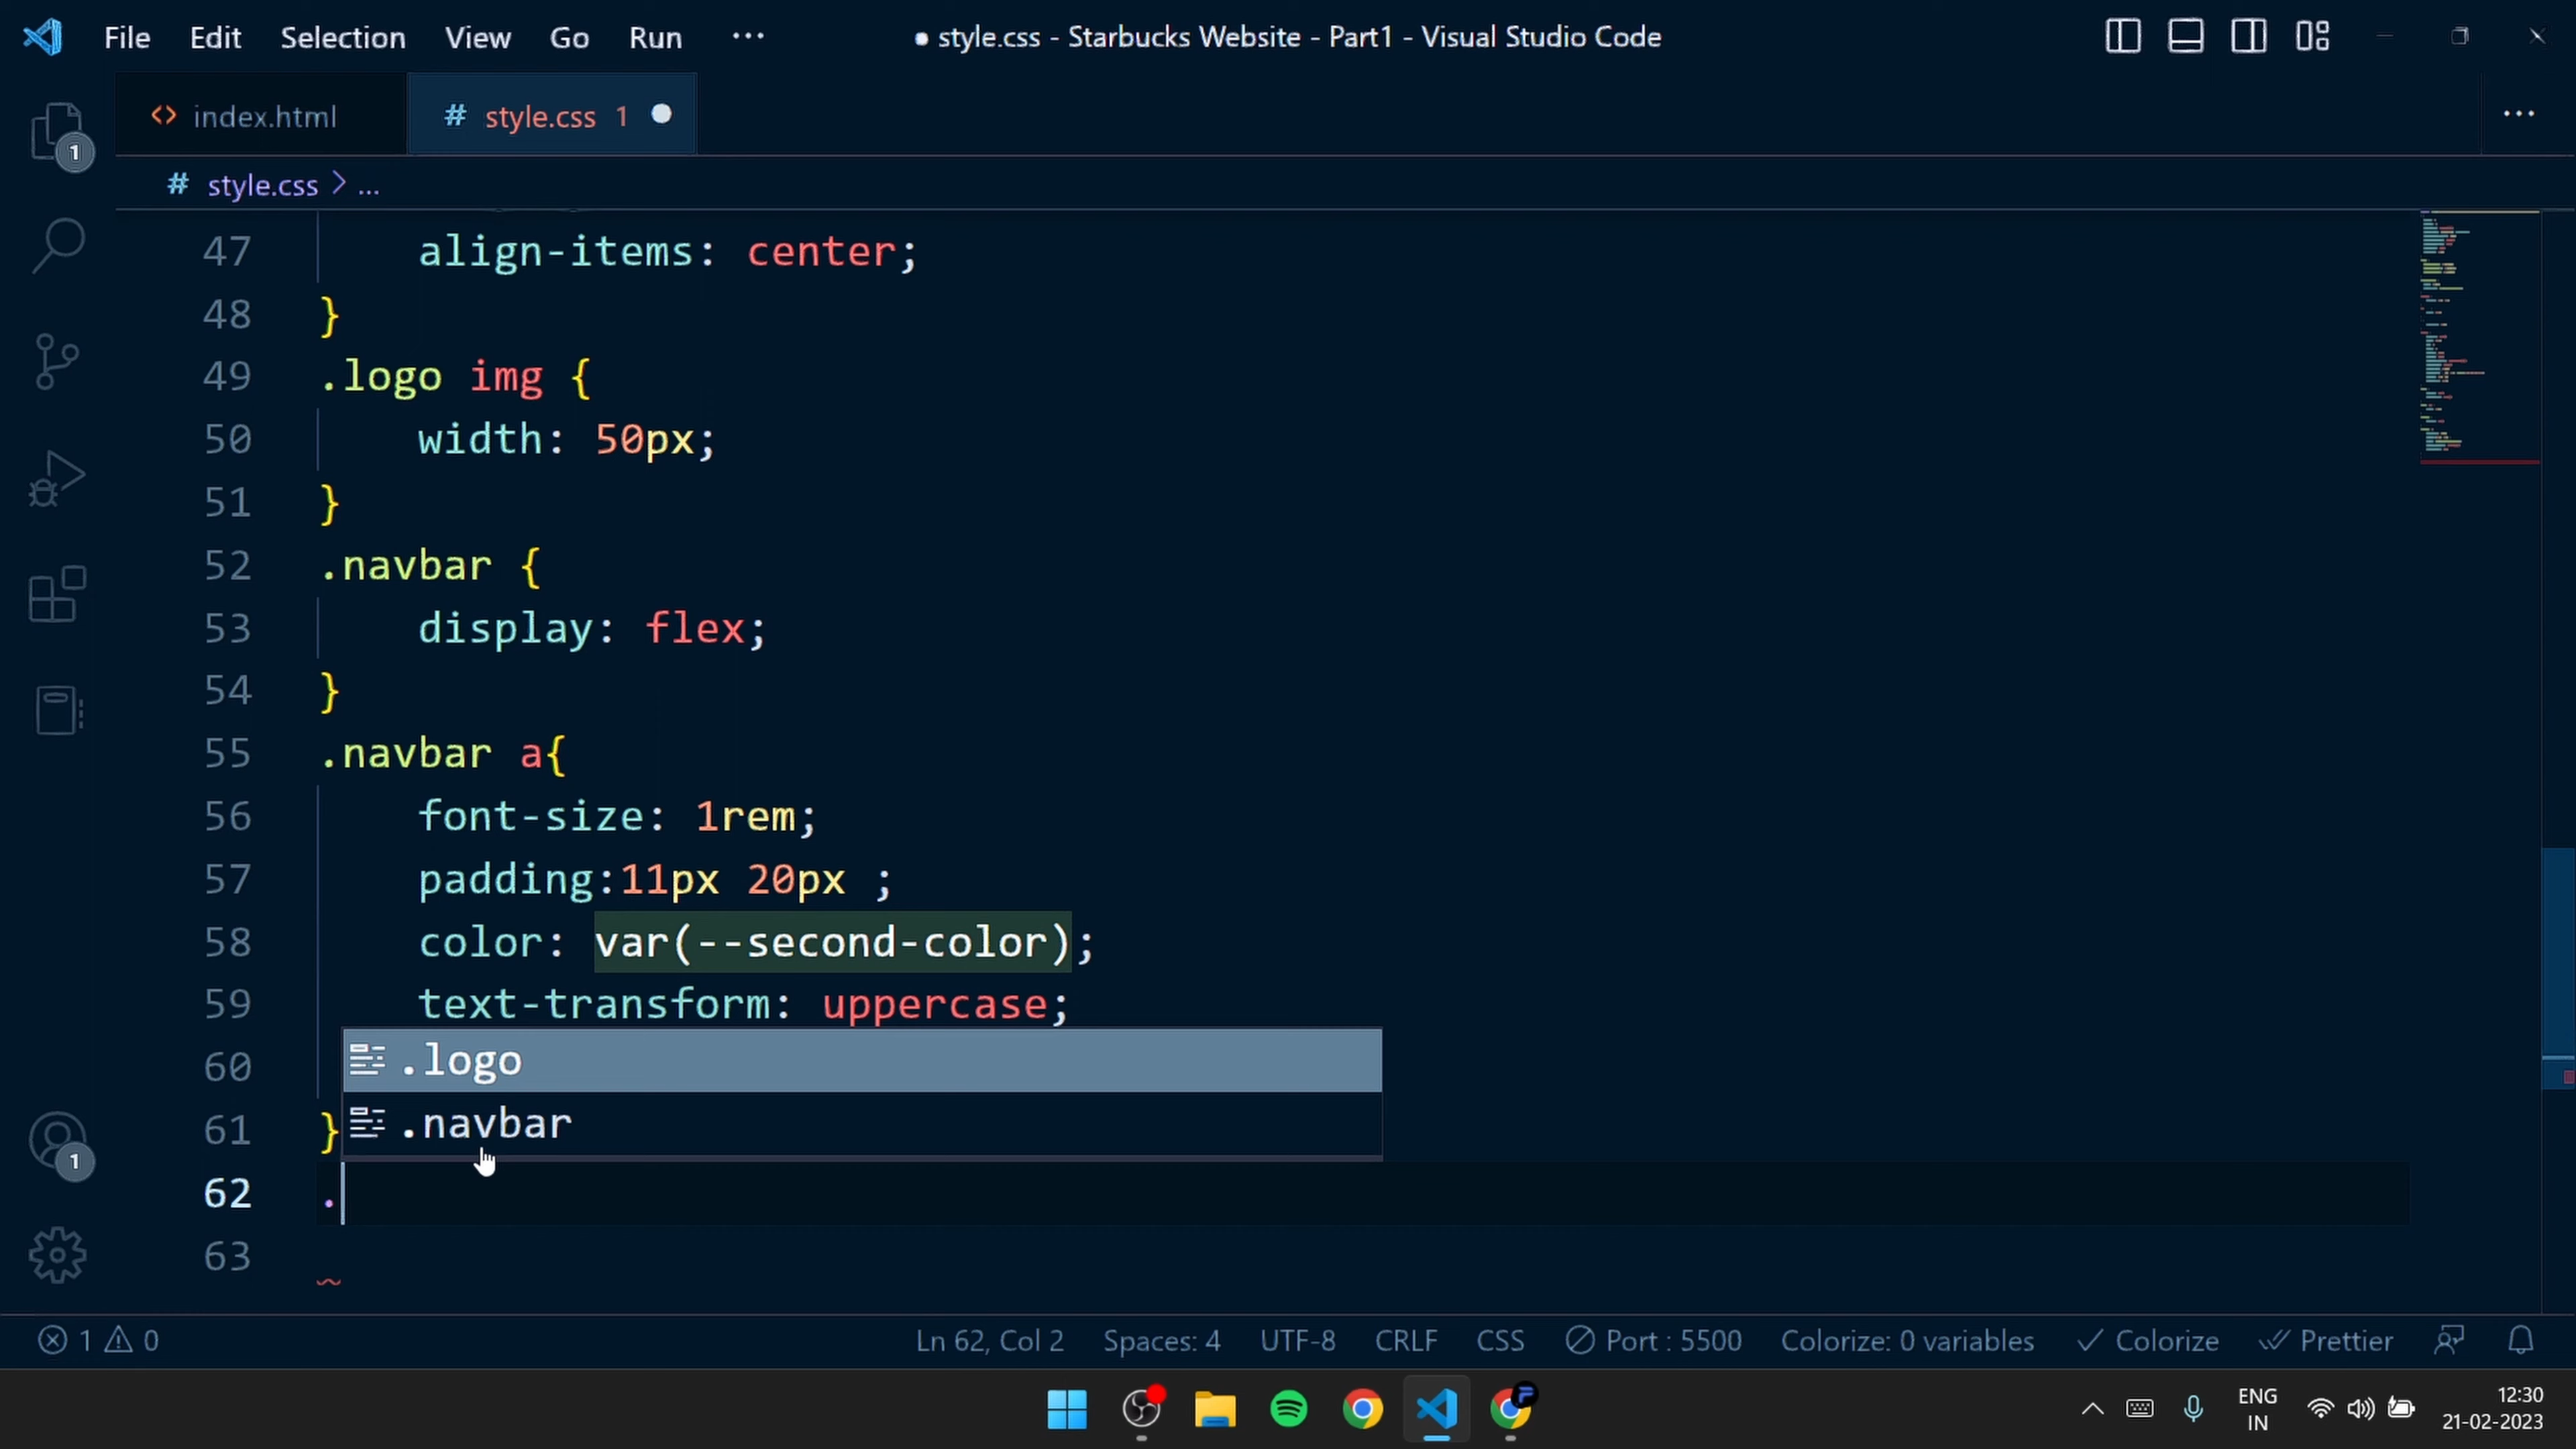 File Edit Selection View Go Run ···
● style.css - Starbucks Website - Part1 - Visual Studio Code
<> index.html
# style.css 1 ●
...
# style.css > ...
1
47 align-items: center;
48 }
49 .logo img {
50 width: 50px;
51 }
52 .navbar {
53 display: flex;
54 }
55 .navbar a{
56 font-size: 1rem;
57 padding:11px 20px ;
58 color: var(--second-color);
59 text-transform: uppercase;
.logo
60
.navbar
61 }
1
62 .
63
1 0
Ln 62, Col 2 Spaces: 4 UTF-8 CRLF CSS Port : 5500 Colorize: 0 variables Colorize Prettier
F
ENG
IN
12:30
21-02-2023